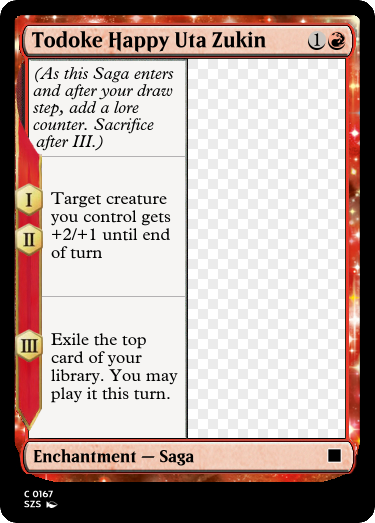 Todoke Happy Uta Zukin 1
(As this Saga enters
and after your draw
step, add a lore
counter. Sacrifice
after III.)
I
II
Target creature
you control gets
+2/+1 until end
of turn
III
Exile the top
card of your
library. You may
play it this turn.
Enchantment — Saga
C 0167
SZS